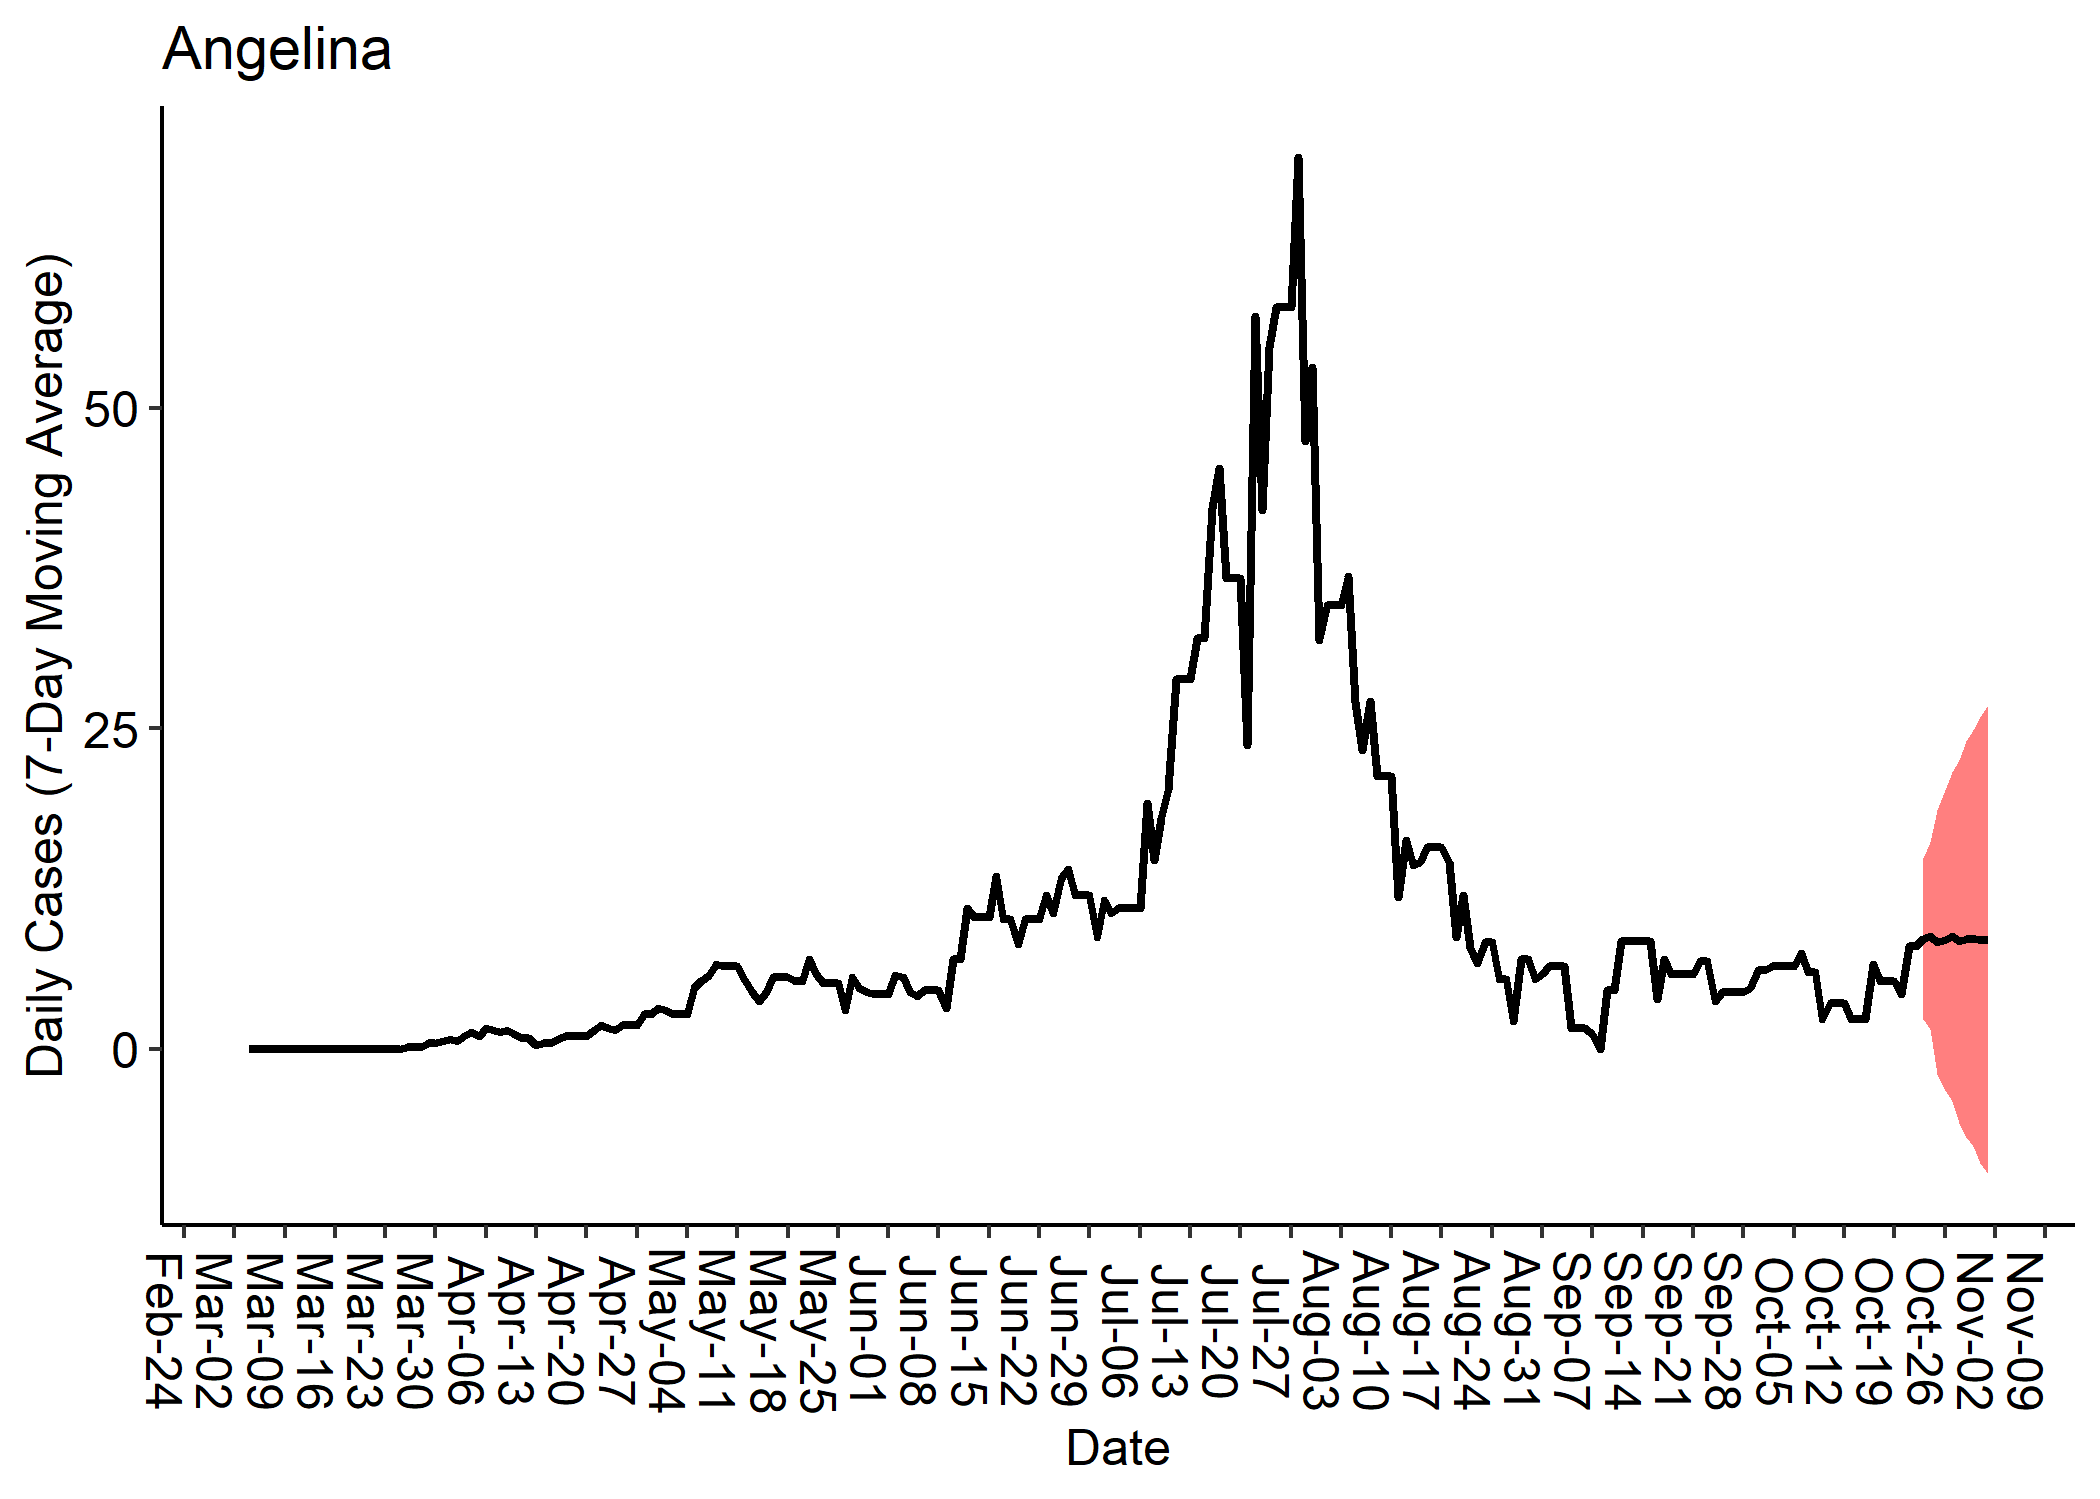 Angelina
Daily Cases (7-Day Moving Average)
50
25
0
Feb-24
Mar-02
Mar-09
Mar-16
Mar-23
Mar-30
Apr-06
Apr-13
Apr-20
Apr-27
May-04
May-11
May-18
May-25
Jun-01
Jun-08
Jun-15
Jun-22
Jun-29
Jul-06
Jul-13
Jul-20
Jul-27
Aug-03
Aug-10
Aug-17
Aug-24
Aug-31
Sep-07
Sep-14
Sep-21
Sep-28
Oct-05
Oct-12
Oct-19
Oct-26
Nov-02
Nov-09
Date